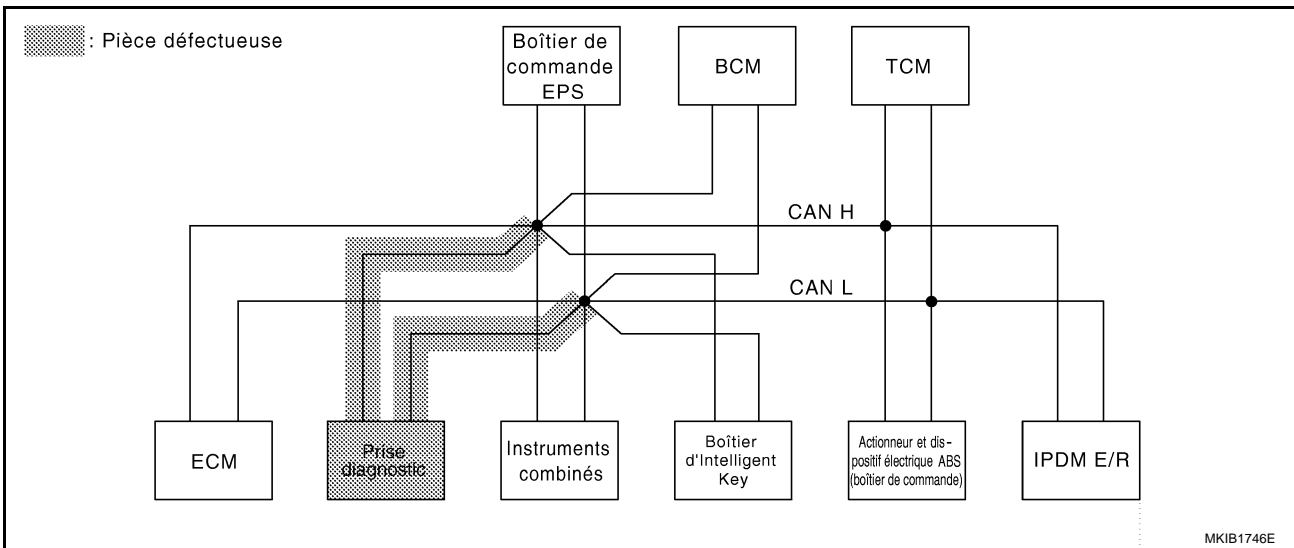 : Pièce défectueuse
Boîtier de
commande
EPS
BCM
TCM
CAN H
CAN L
ECM
Prise
diagnostic
Instruments
combinés
Boîtier
d'Intelligent
Key
Actionneur et dis-
positif électrique ABS
(boîtier de commande)
IPDM E/R
MKIB1746E